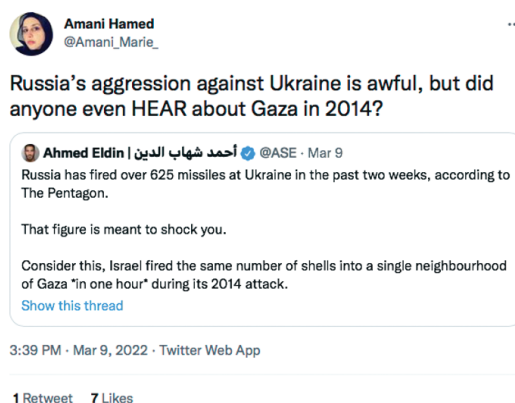 Amani Hamed
@Amani_Marie_
Russia's aggression against Ukraine is awful, but did
anyone even HEAR about Gaza in 2014?
Ahmed Eldin | أحمد شهاب الدين @ASE · Mar 9
Russia has fired over 625 missiles at Ukraine in the past two weeks, according to
The Pentagon.
That figure is meant to shock you.
Consider this, Israel fired the same number of shells into a single neighbourhood
of Gaza *in one hour* during its 2014 attack.
Show this thread
3:39 PM · Mar 9, 2022 · Twitter Web App
1 Retweet 7 Likes